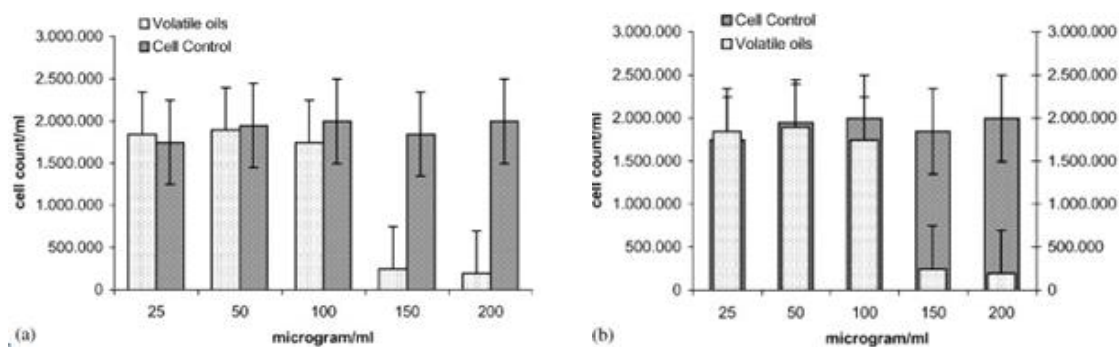 Volatile oils
Cell Control
3.000.000
2.500.000
2.000.000
1.500.000
1.000.000
500.000
0
cell count/ml
25 50 100 150 200
microgram/ml
(a)
Cell Control
Volatile oils
3.000.000 3.000.000
2.500.000 2.500.000
2.000.000 2.000.000
1.500.000 1.500.000
1.000.000 1.000.000
500.000 500.000
0 0
cell count/ml
25 50 100 150 200
microgram/ml
(b)